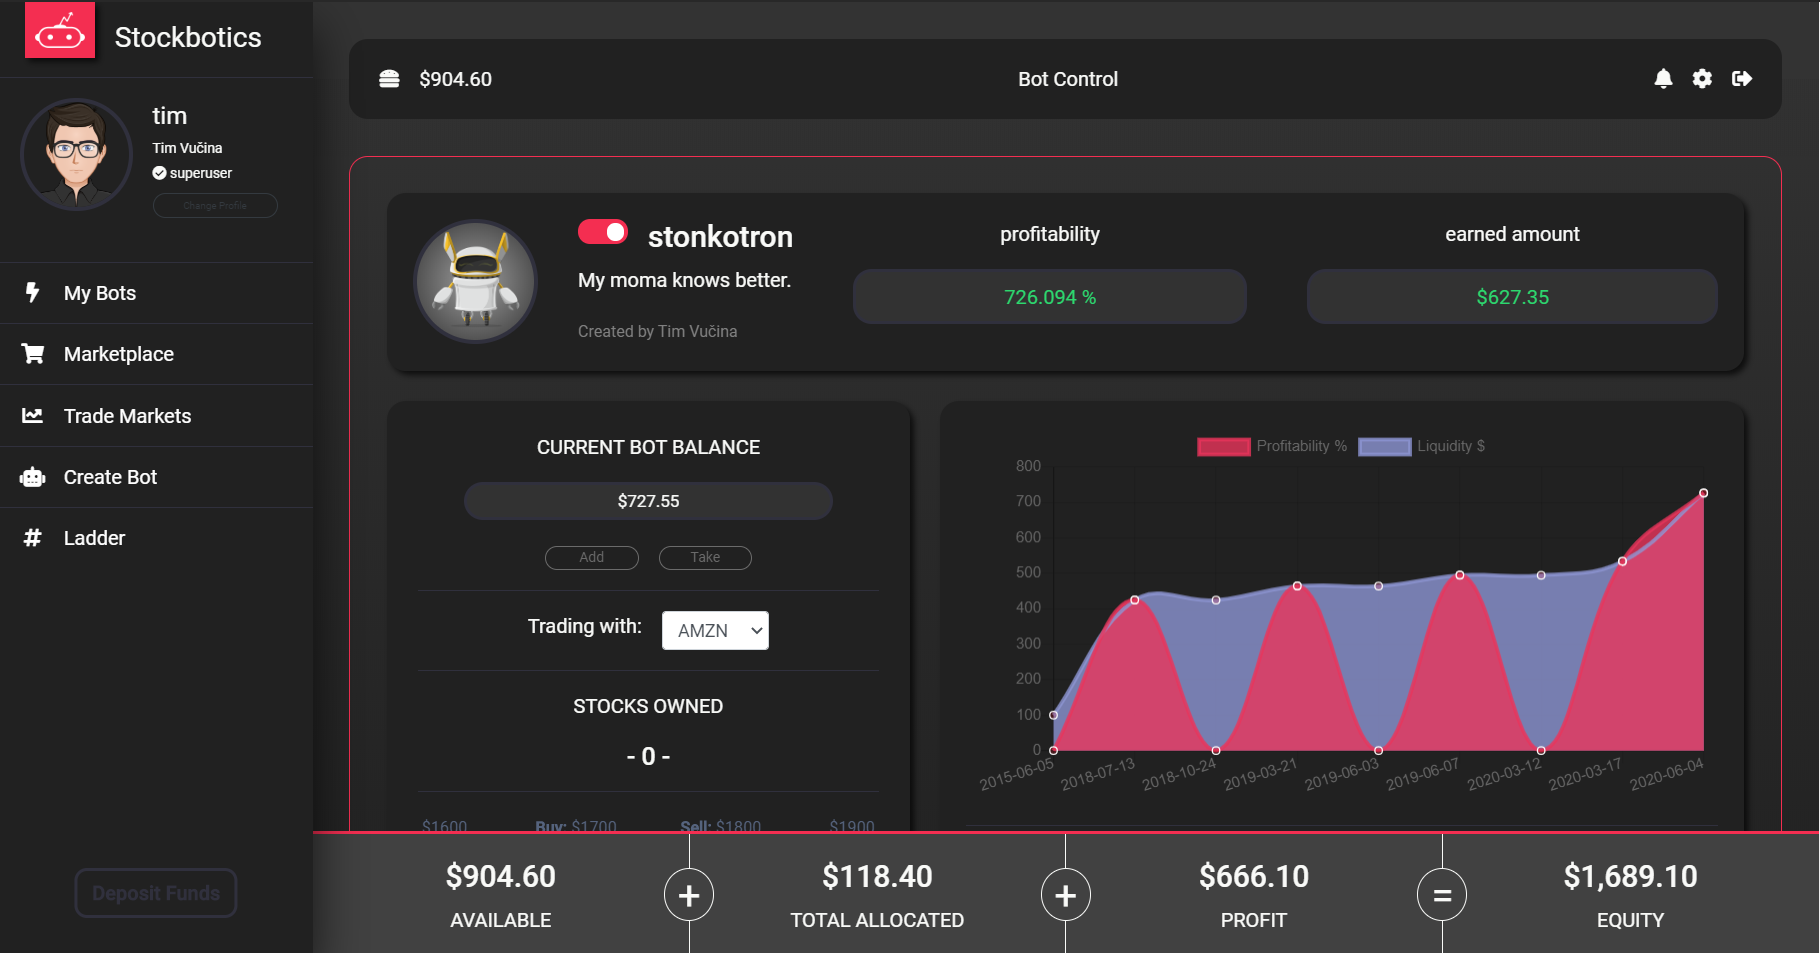 Stockbotics
tim
Tim Vučina
superuser
Change Profile
My Bots
Marketplace
Trade Markets
Create Bot
Ladder
Deposit Funds
$904.60
Bot Control
stonkotron
My moma knows better.
Created by Tim Vučina
profitability
726.094 %
earned amount
$627.35
CURRENT BOT BALANCE
$727.55
Add Take
Trading with: AMZN
STOCKS OWNED
- 0 -
$1600 Buy: $1700 Sell: $1800 $1900
Profitability % Liquidity $
800
700
600
500
400
300
200
100
0
2015-06-05 2018-07-13 2018-10-24 2019-03-21 2019-06-03 2019-06-07 2020-03-12 2020-03-17 2020-06-04
$904.60 + $118.40 + $666.10 = $1,689.10
AVAILABLE TOTAL ALLOCATED PROFIT EQUITY